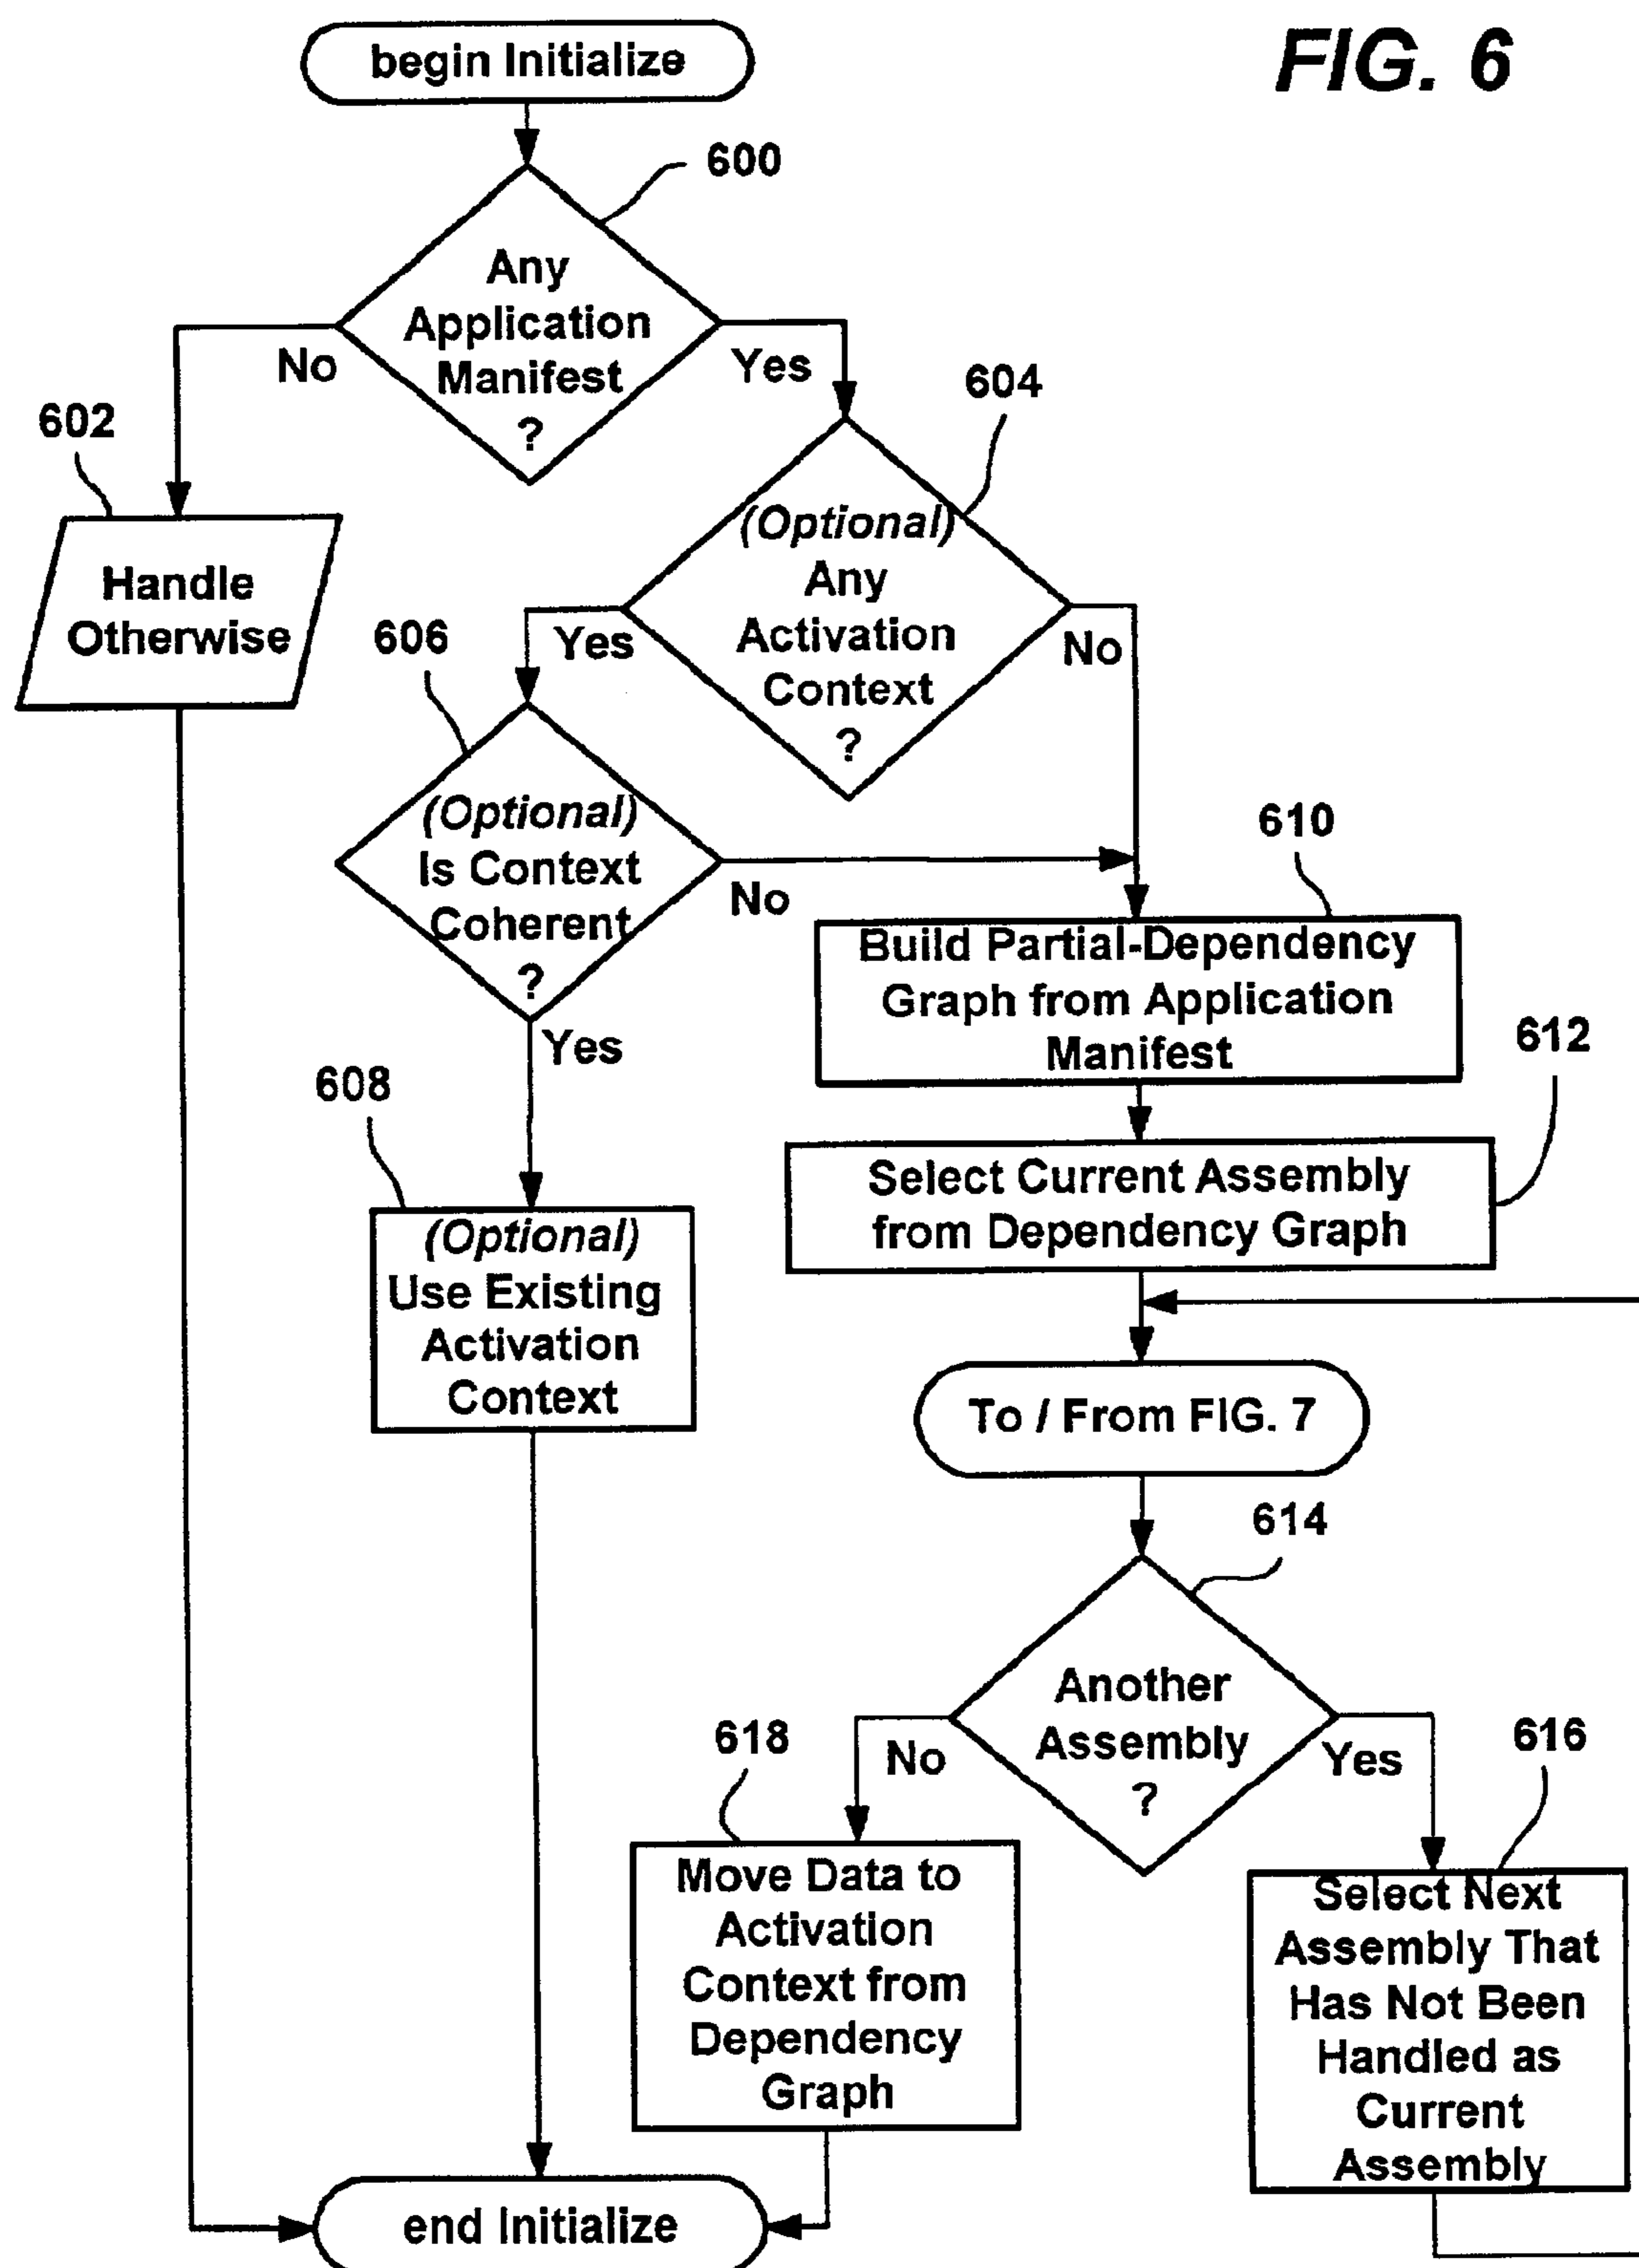 FIG. 6
begin Initialize
600
Any
Application
Manifest
?
No
Yes
602
604
Handle
Otherwise
(Optional)
Any
Activation
Context
?
Yes
No
606
(Optional)
Is Context
Coherent
?
No
Yes
610
Build Partial-Dependency
Graph from Application
Manifest
612
608
Select Current Assembly
from Dependency Graph
(Optional)
Use Existing
Activation
Context
To / From FIG. 7
614
Another
Assembly
?
No
Yes
618
616
Move Data to
Activation
Context from
Dependency
Graph
Select Next
Assembly That
Has Not Been
Handled as
Current
Assembly
end Initialize